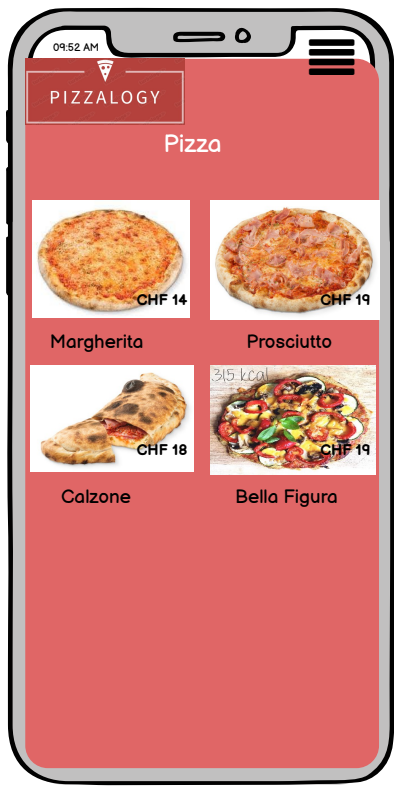 09:52 AM
PIZZALOGY
Pizza
CHF 14
CHF 19
Margherita
Prosciutto
315 kcal
CHF 18
CHF 19
Calzone
Bella Figura